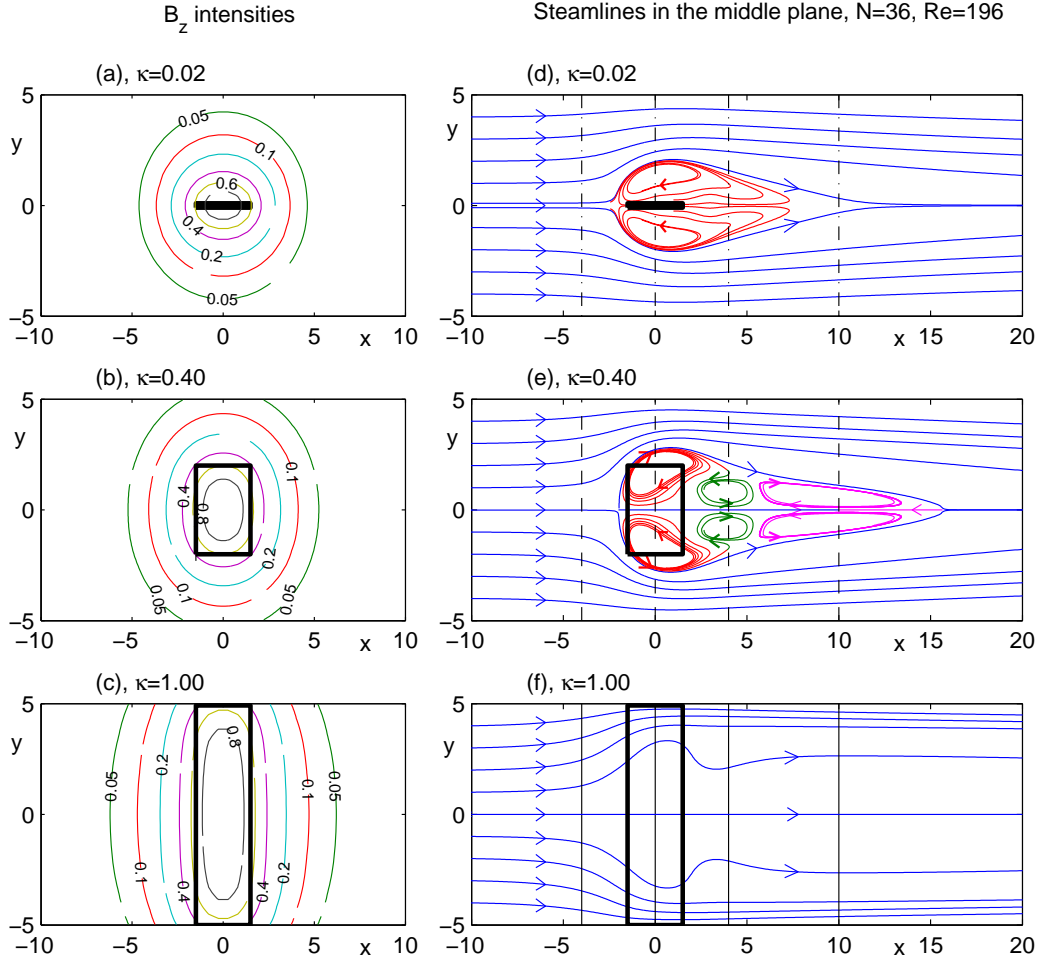 B_z intensities
Steamlines in the middle plane, N=36, Re=196
(a), κ=0.02
5
y
0
−5
−10 −5 0 x 5 10
0.05
0.1
0.6
0.4
0.2
0.05
(d), κ=0.02
5
y
0
−5
−10 −5 0 5 10 x 15 20
(b), κ=0.40
5
y
0
−5
−10 −5 0 5 x 10
0.1
0.4
0.8
0.2
0.1
0.05
0.05
(e), κ=0.40
5
y
0
−5
−10 −5 0 5 10 x 15 20
(c), κ=1.00
5
y
0
−5
−10 −5 0 5 x 10
0.8
0.2
0.05
0.1
0.05
0.1
0.2
0.4
0.4
(f), κ=1.00
5
y
0
−5
−10 −5 0 5 10 x 15 20